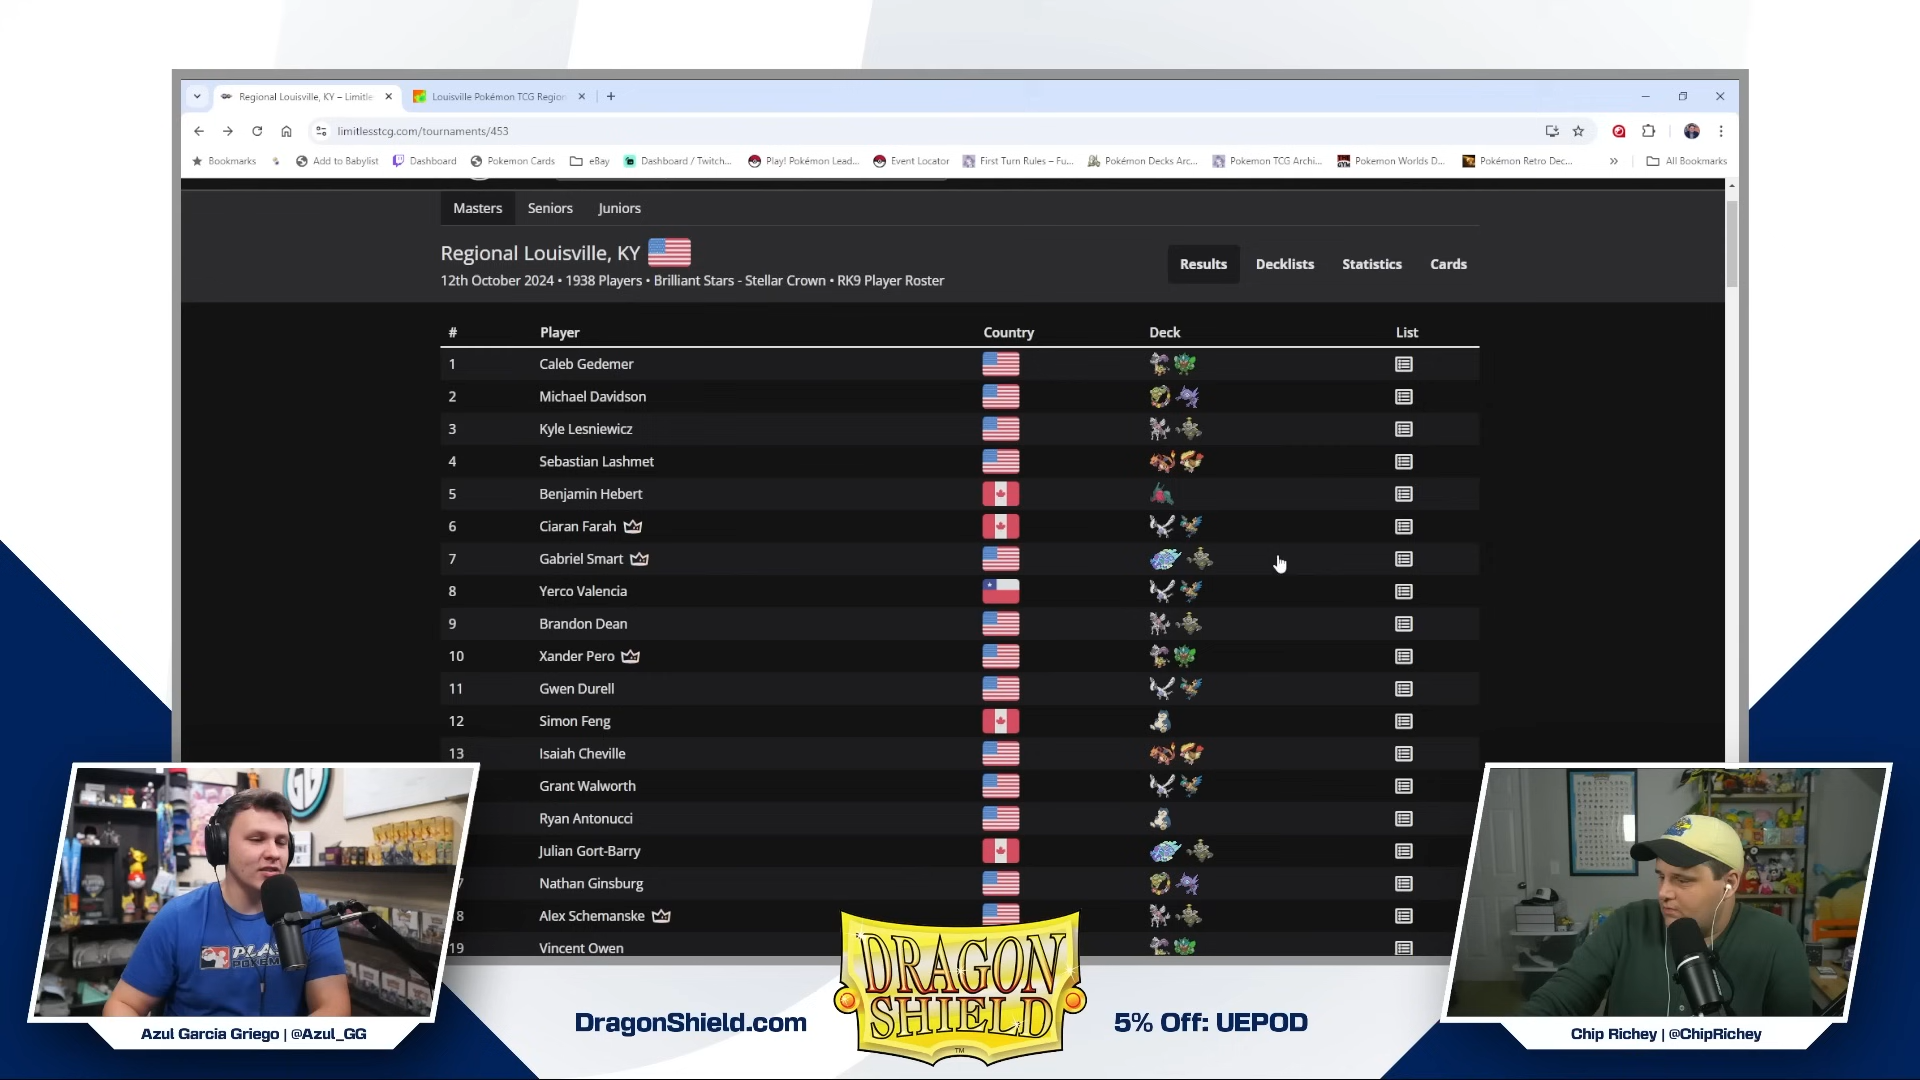 Regional Louisville, KY – Limitle
Louisville Pokémon TCG Region
limitlesstcg.com/tournaments/453
Bookmarks
Add to Babylist
Dashboard
Pokemon Cards
eBay
Dashboard / Twitch...
Play! Pokémon Lead...
Event Locator
First Turn Rules – Fu...
Pokémon Decks Arc...
Pokemon TCG Archi...
Pokemon Worlds D...
Pokémon Retro Dec...
»
All Bookmarks
Masters Seniors Juniors
Regional Louisville, KY
12th October 2024 • 1938 Players • Brilliant Stars - Stellar Crown • RK9 Player Roster
Results Decklists Statistics Cards
# Player Country Deck List
1 Caleb Gedemer
2 Michael Davidson
3 Kyle Lesniewicz
4 Sebastian Lashmet
5 Benjamin Hebert
6 Ciaran Farah
7 Gabriel Smart
8 Yerco Valencia
9 Brandon Dean
10 Xander Pero
11 Gwen Durell
12 Simon Feng
13 Isaiah Cheville
Grant Walworth
Ryan Antonucci
Julian Gort-Barry
7 Nathan Ginsburg
8 Alex Schemanske
19 Vincent Owen
DRAGON
SHIELD
TM
DragonShield.com
5% Off: UEPOD
Azul Garcia Griego | @Azul_GG
Chip Richey | @ChipRichey